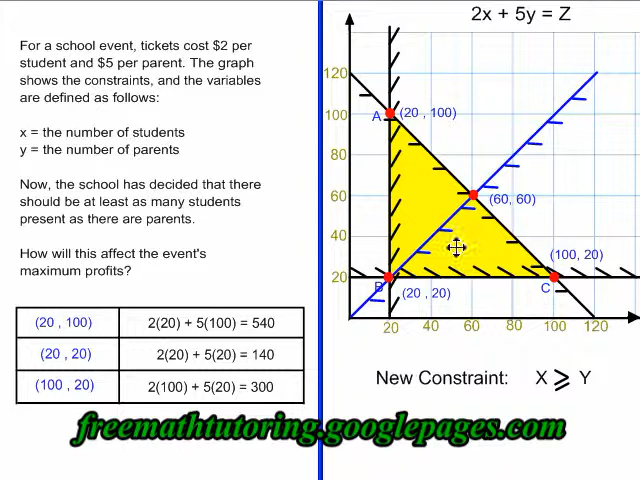 2x + 5y = Z
For a school event, tickets cost $2 per
student and $5 per parent. The graph
shows the constraints, and the variables
are defined as follows:
x = the number of students
y = the number of parents
Now, the school has decided that there
should be at least as many students
present as there are parents.
How will this affect the event's
maximum profits?
(20 , 100) 2(20) + 5(100) = 540
(20 , 20) 2(20) + 5(20) = 140
(100 , 20) 2(100) + 5(20) = 300
120
100
80
60
40
20
A (20 , 100)
(60, 60)
(100, 20)
B (20 , 20) C
20 40 60 80 100 120
New Constraint: X ⩾ Y
freemathtutoring.googlepages.com